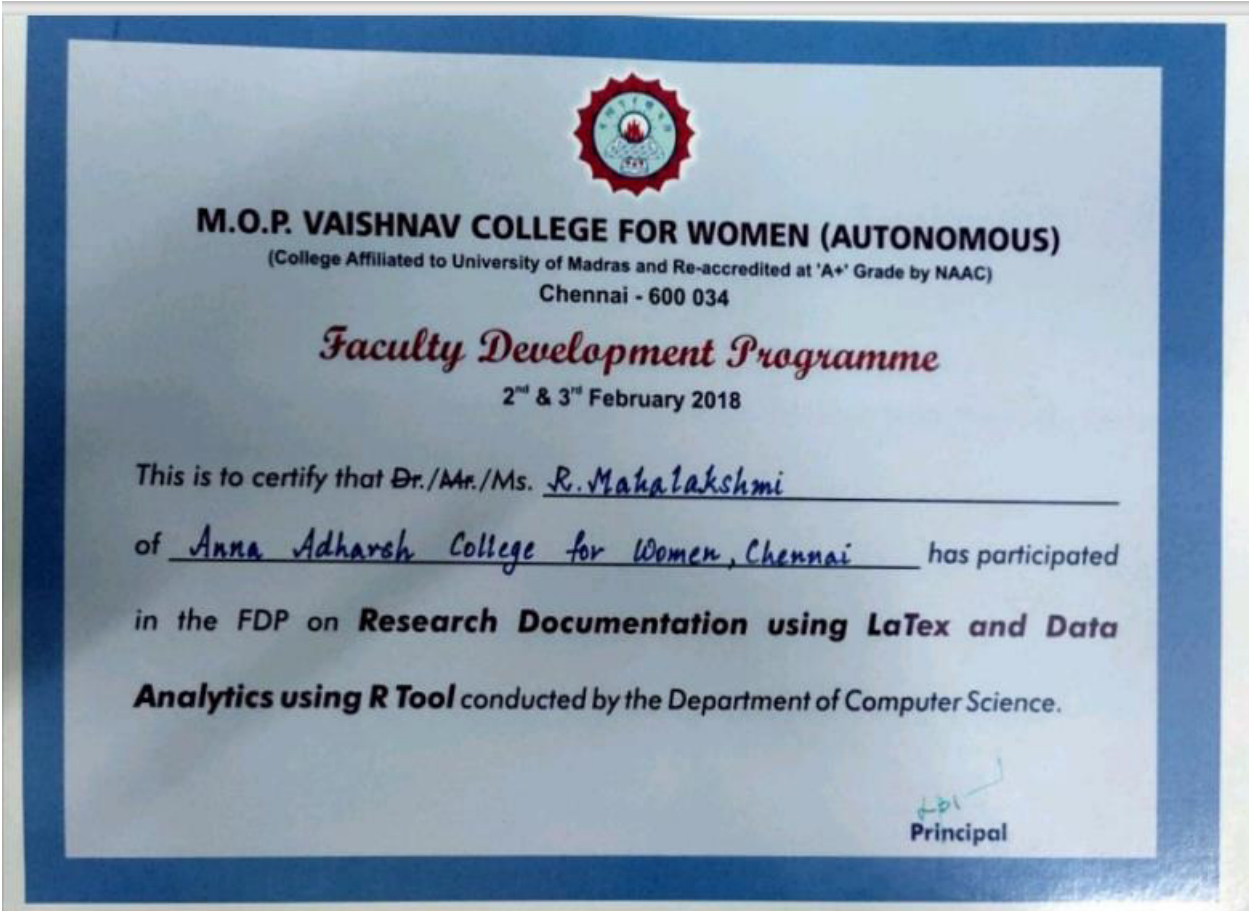 M.O.P. VAISHNAV COLLEGE FOR WOMEN (AUTONOMOUS)
(College Affiliated to University of Madras and Re-accredited at 'A+' Grade by NAAC)
Chennai - 600 034
Faculty Development Programme
2nd & 3rd February 2018
This is to certify that Dr./Mr./Ms. R. Mahalakshmi
of Anna Adharsh College for Women, Chennai has participated
in the FDP on Research Documentation using LaTex and Data
Analytics using R Tool conducted by the Department of Computer Science.
Principal